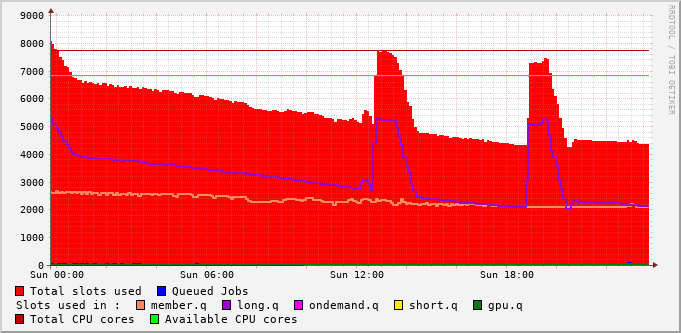 9000
8000
7000
6000
5000
4000
3000
2000
1000
0
Sun 00:00 Sun 06:00 Sun 12:00 Sun 18:00
Total slots used Queued Jobs
Slots used in : member.q long.q ondemand.q short.q gpu.q
Total CPU cores Available CPU cores
RRDTOOL / TOBI OETIKER